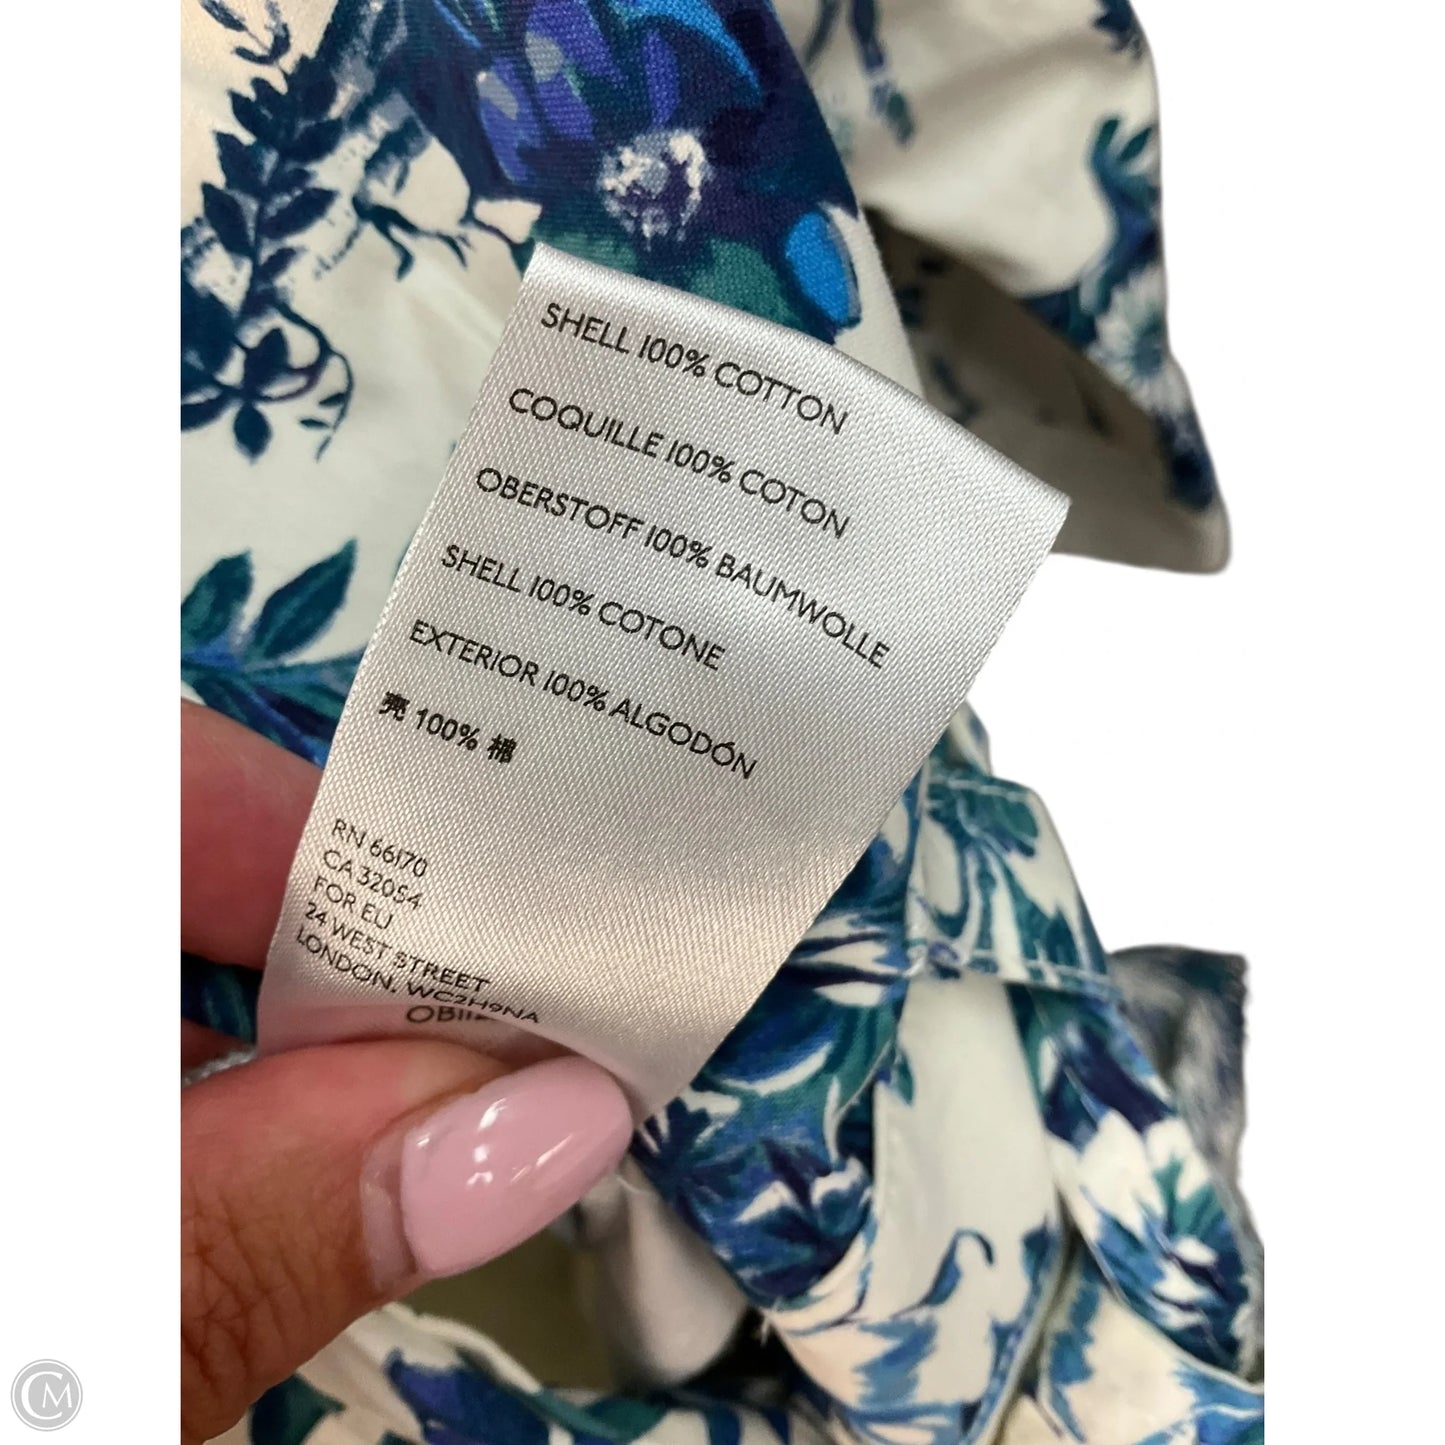 SHELL 100% COTTON
COQUILLE 100% COTON
OBERSTOFF 100% BAUMWOLLE
SHELL 100% COTONE
EXTERIOR 100% ALGODÓN
壳 100% 棉
RN 66170
CA 32054
FOR EU
24 WEST STREET
LONDON, WC2H9NA
CM